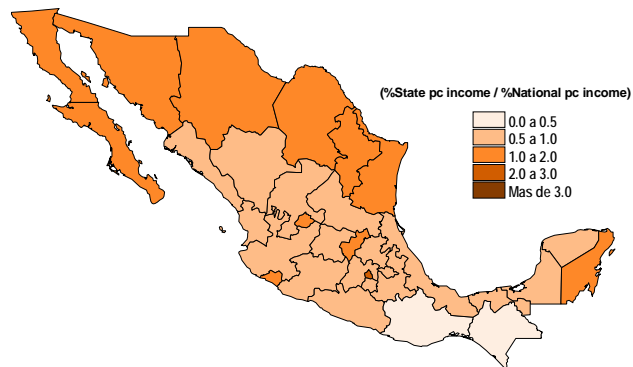 (%State pc income / %National pc income)
0.0 a 0.5
0.5 a 1.0
1.0 a 2.0
2.0 a 3.0
Mas de 3.0